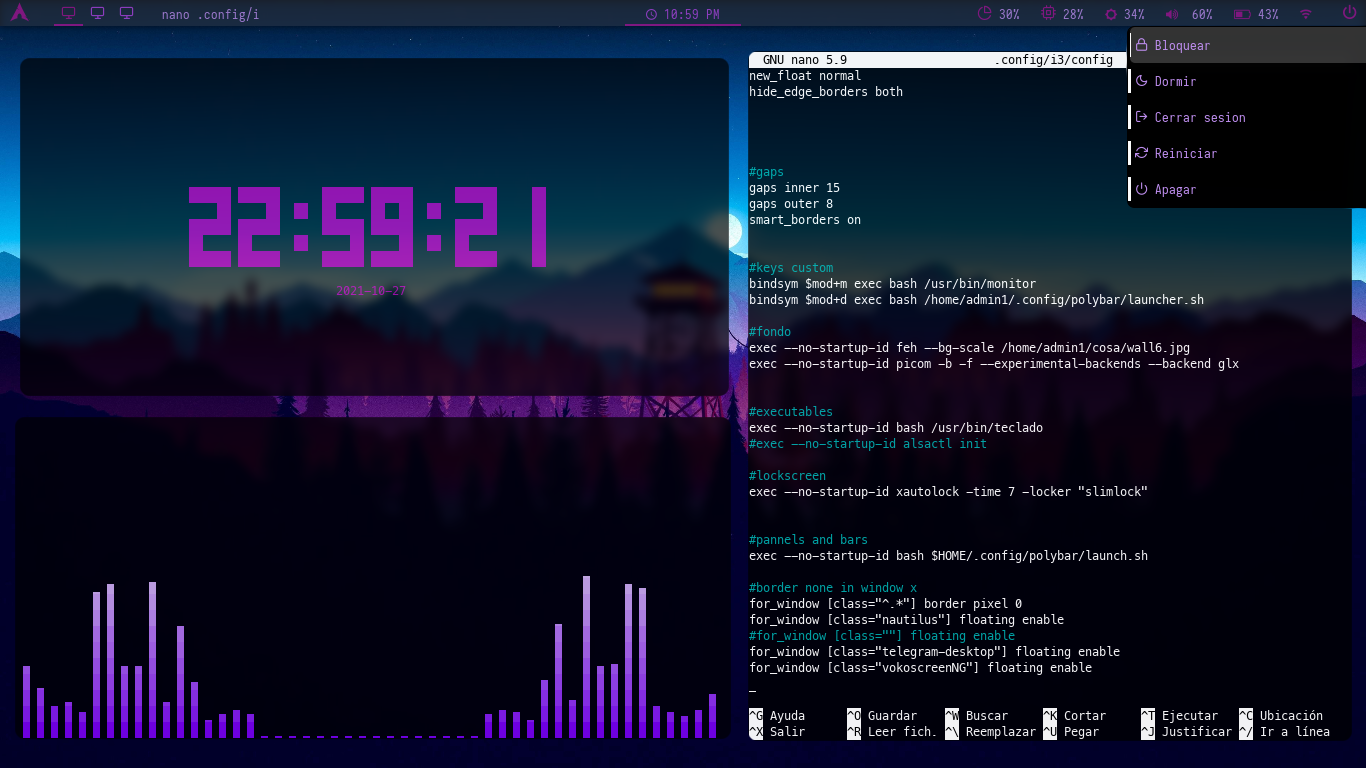 nano .config/i
10:59 PM
30%
28%
34%
60%
43%
Bloquear
Dormir
Cerrar sesion
Reiniciar
Apagar
22:59:21
2021-10-27
GNU nano 5.9 .config/i3/config
new_float normal
hide_edge_borders both
#gaps
gaps inner 15
gaps outer 8
smart_borders on
#keys custom
bindsym $mod+m exec bash /usr/bin/monitor
bindsym $mod+d exec bash /home/admin1/.config/polybar/launcher.sh
#fondo
exec --no-startup-id feh --bg-scale /home/admin1/cosa/wall6.jpg
exec --no-startup-id picom -b -f --experimental-backends --backend glx
#executables
exec --no-startup-id bash /usr/bin/teclado
#exec --no-startup-id alsactl init
#lockscreen
exec --no-startup-id xautolock -time 7 -locker "slimlock"
#pannels and bars
exec --no-startup-id bash $HOME/.config/polybar/launch.sh
#border none in window x
for_window [class="^.*"] border pixel 0
for_window [class="nautilus"] floating enable
#for_window [class=""] floating enable
for_window [class="telegram-desktop"] floating enable
for_window [class="vokoscreenNG"] floating enable
^G Ayuda ^O Guardar ^W Buscar ^K Cortar ^T Ejecutar ^C Ubicación
^X Salir ^R Leer fich. ^\ Reemplazar ^U Pegar ^J Justificar ^/ Ir a línea